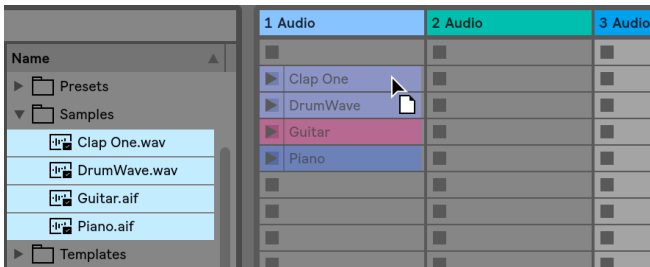 1 Audio
2 Audio
3 Audio
Name
Presets
Samples
Clap One.wav
DrumWave.wav
Guitar.aif
Piano.aif
Templates
Clap One
DrumWave
Guitar
Piano